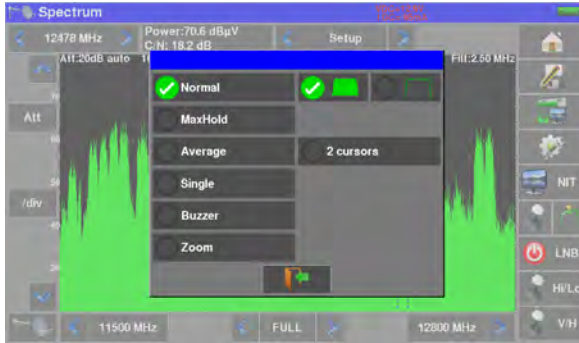 Spectrum
12478 MHz
Power:70.6 dBµV
C/N: 18.2 dB
Setup
Att:20dB auto
Filt:2.50 MHz
Normal
MaxHold
Att
Average
2 cursors
NIT
Single
/div
Buzzer
LNB
Zoom
Hi/Lo
11500 MHz
FULL
12800 MHz
V/H